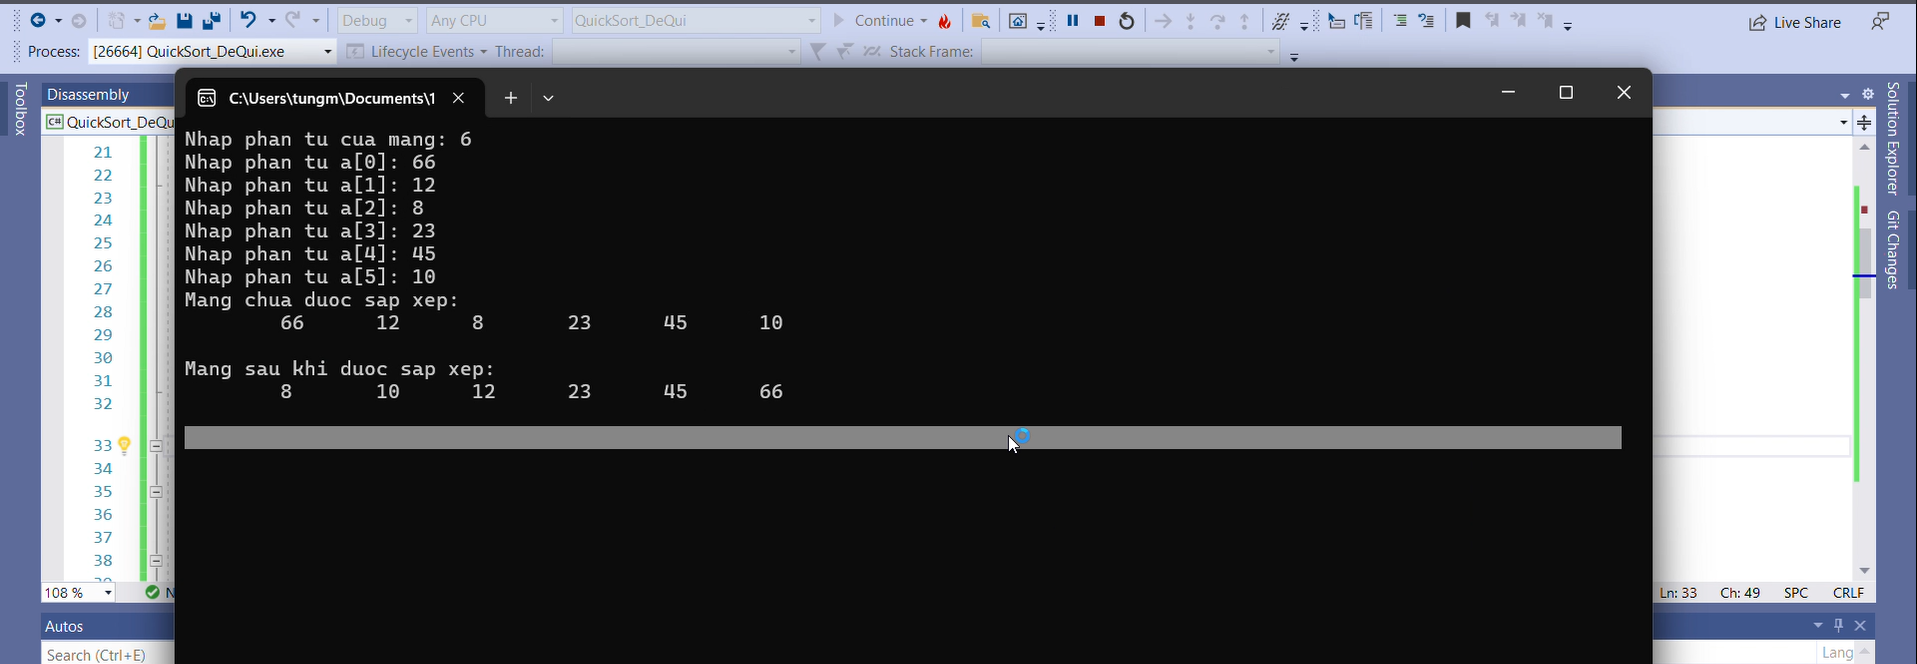 Debug Any CPU QuickSort_DeQui Continue Live Share
Process: [26664] QuickSort_DeQui.exe Lifecycle Events Thread: Stack Frame:
Toolbox
Disassembly
C:\Users\tungm\Documents\1
C# QuickSort_DeQu
Nhap phan tu cua mang: 6
Nhap phan tu a[0]: 66
Nhap phan tu a[1]: 12
Nhap phan tu a[2]: 8
Nhap phan tu a[3]: 23
Nhap phan tu a[4]: 45
Nhap phan tu a[5]: 10
Mang chua duoc sap xep:
66 12 8 23 45 10
Mang sau khi duoc sap xep:
8 10 12 23 45 66
21
22
23
24
25
26
27
28
29
30
31
32
33
34
35
36
37
38
39
108 % N
Ln: 33 Ch: 49 SPC CRLF
Autos
Search (Ctrl+E) Lang
Solution Explorer
Git Changes